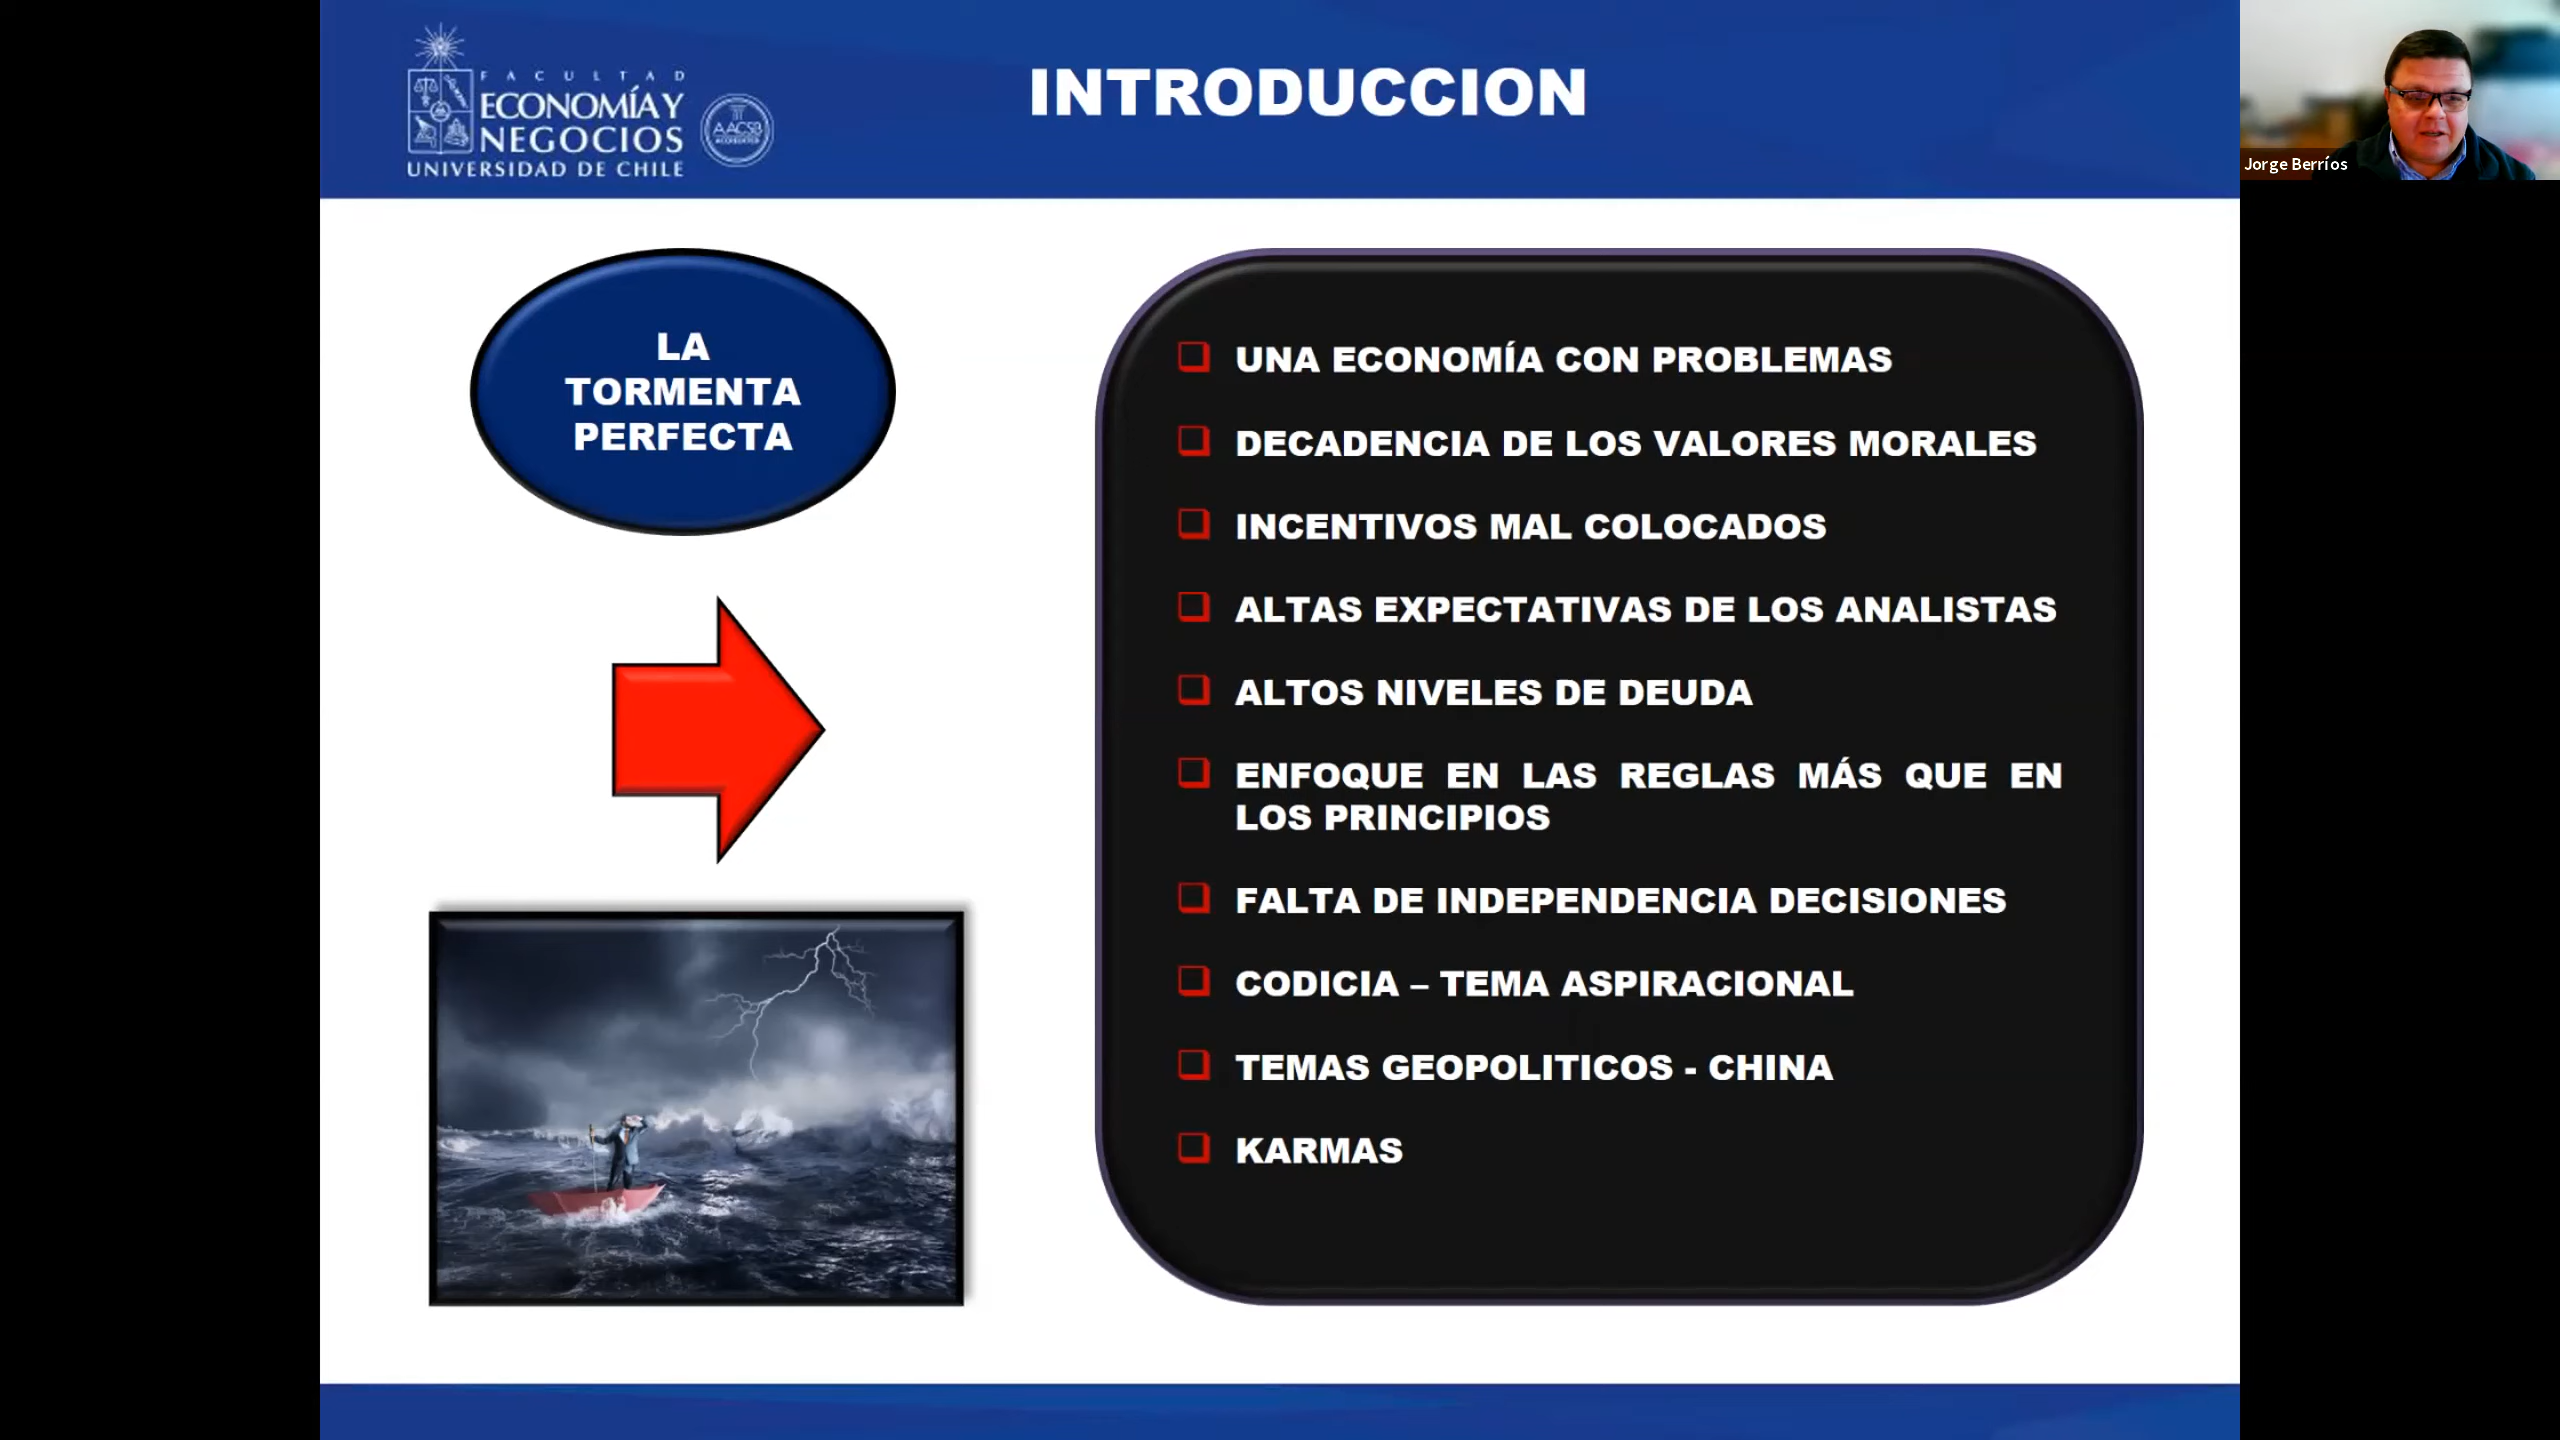 FACULTAD
ECONOMÍA Y
NEGOCIOS
UNIVERSIDAD DE CHILE
AACSB
ACCREDITED
INTRODUCCION
Jorge Berríos
LA
TORMENTA
PERFECTA
UNA ECONOMÍA CON PROBLEMAS
DECADENCIA DE LOS VALORES MORALES
INCENTIVOS MAL COLOCADOS
ALTAS EXPECTATIVAS DE LOS ANALISTAS
ALTOS NIVELES DE DEUDA
ENFOQUE EN LAS REGLAS MÁS QUE EN
LOS PRINCIPIOS
FALTA DE INDEPENDENCIA DECISIONES
CODICIA – TEMA ASPIRACIONAL
TEMAS GEOPOLITICOS - CHINA
KARMAS